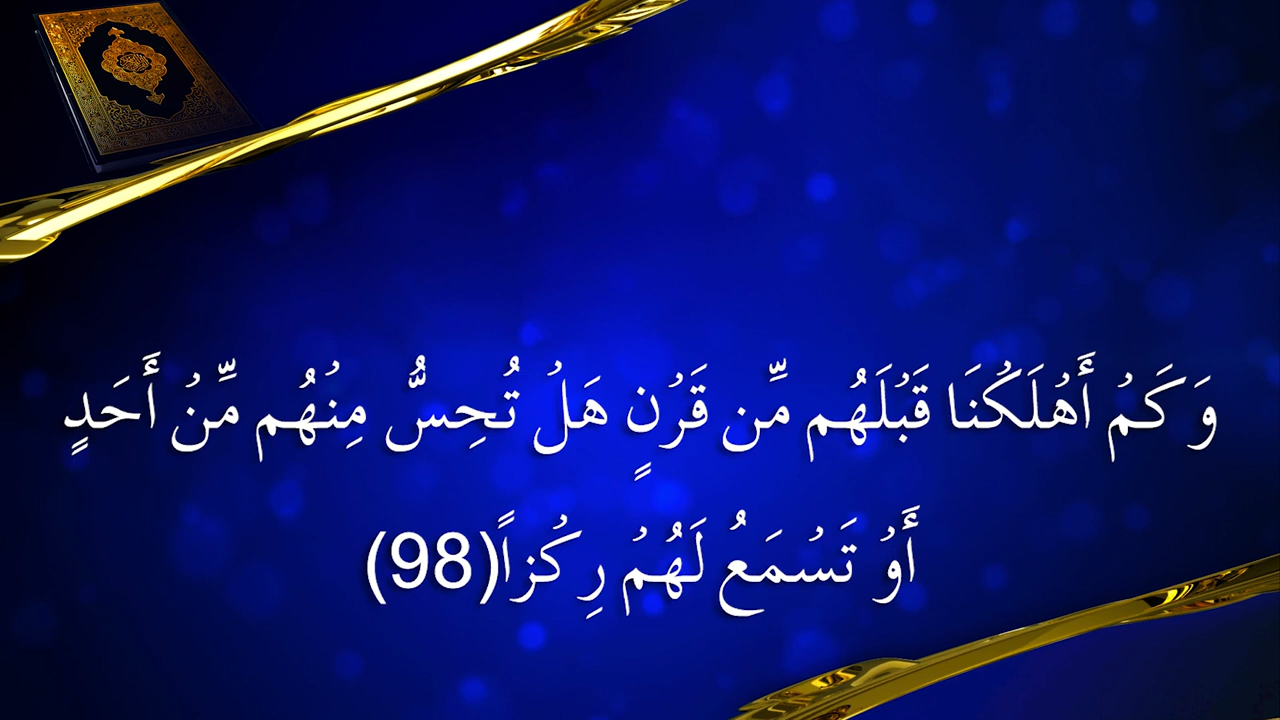 وَكَمْ أَهْلَكْنَا قَبْلَهُم مِّن قَرْنٍ هَلْ تُحِسُّ مِنْهُم مِّنْ أَحَدٍ
أَوْ تَسْمَعُ لَهُمْ رِكْزاً(98)